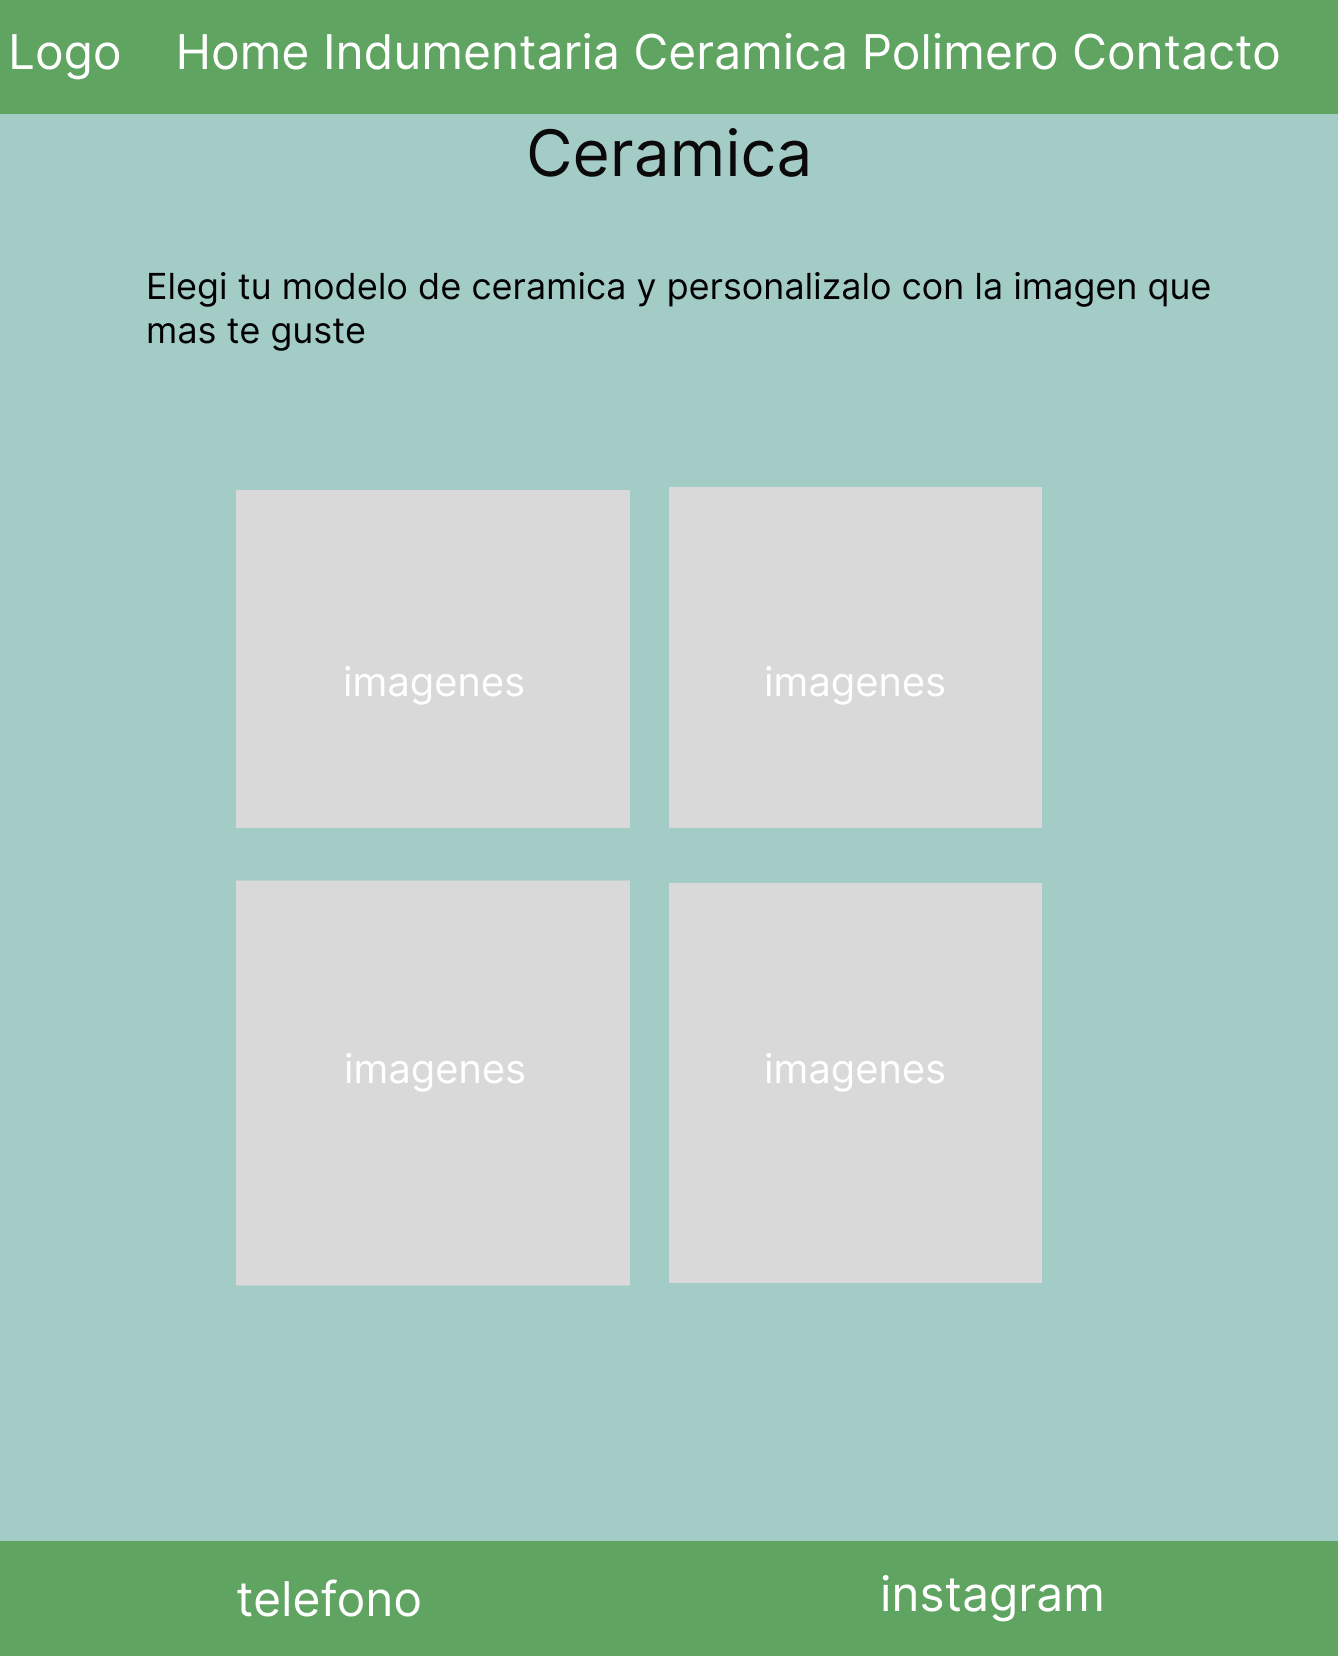 Logo Home Indumentaria Ceramica Polimero Contacto
Ceramica
Elegi tu modelo de ceramica y personalizalo con la imagen que
mas te guste
imagenes imagenes
imagenes imagenes
telefono instagram